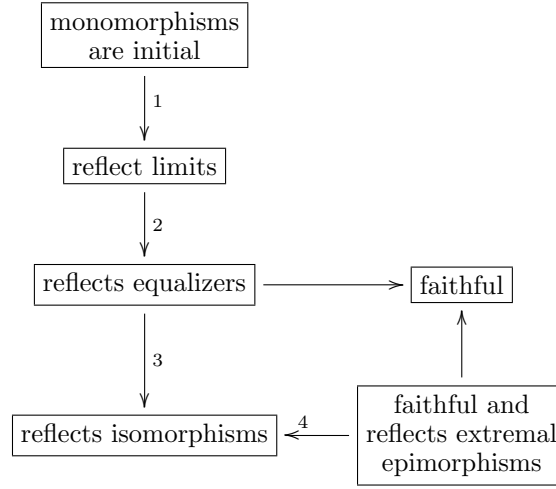 monomorphisms
are initial
1
reflect limits
2
reflects equalizers
faithful
3
faithful and
reflects extremal
epimorphisms
reflects isomorphisms
4